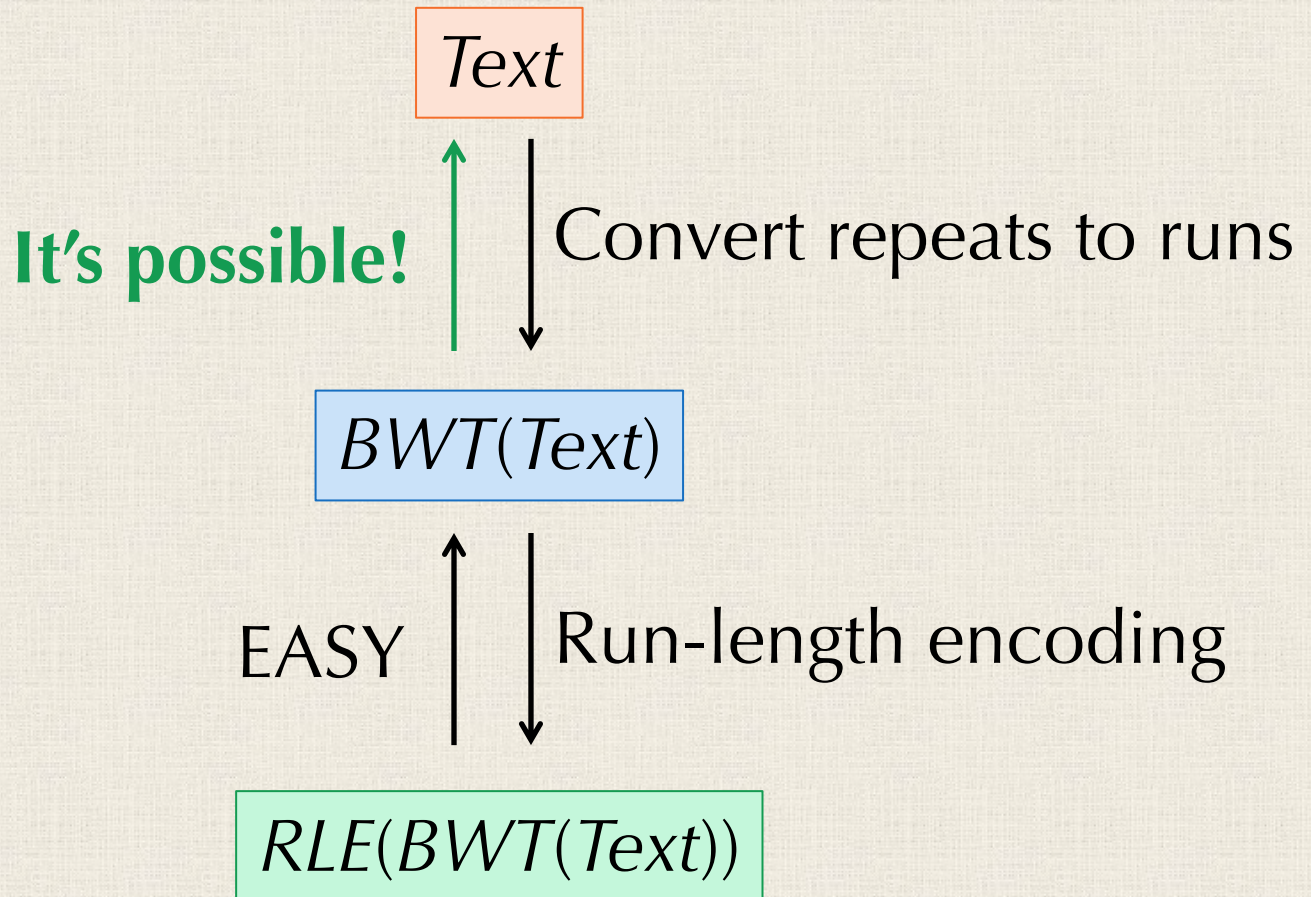 Text
It’s possible!
Convert repeats to runs
BWT(Text)
EASY
Run-length encoding
RLE(BWT(Text))